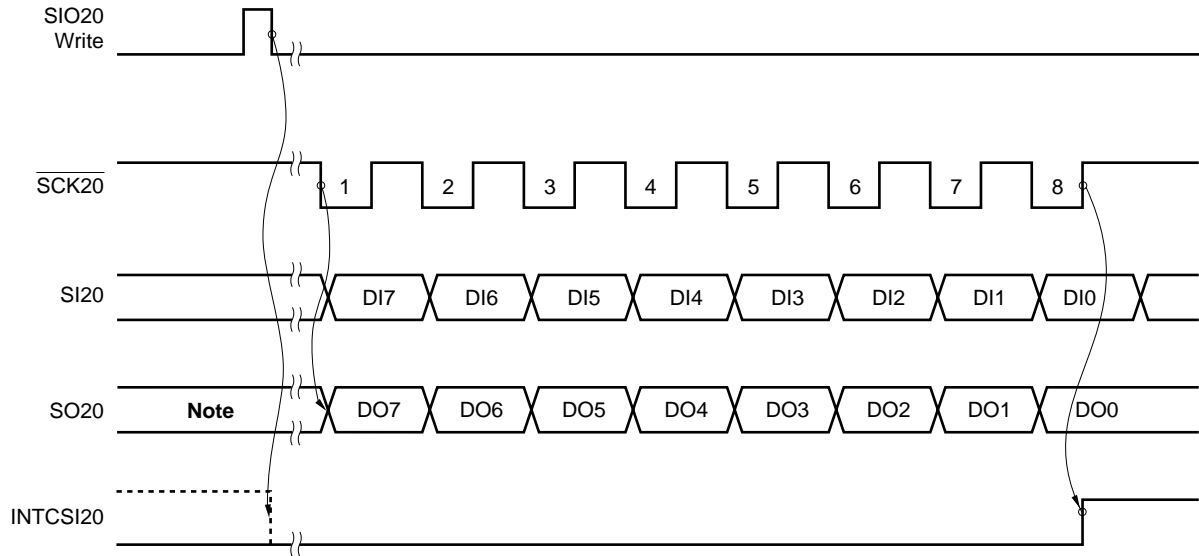 SIO20
Write
SCK20
1 2 3 4 5 6 7 8
SI20
DI7 DI6 DI5 DI4 DI3 DI2 DI1 DI0
SO20
Note
DO7 DO6 DO5 DO4 DO3 DO2 DO1 DO0
INTCSI20